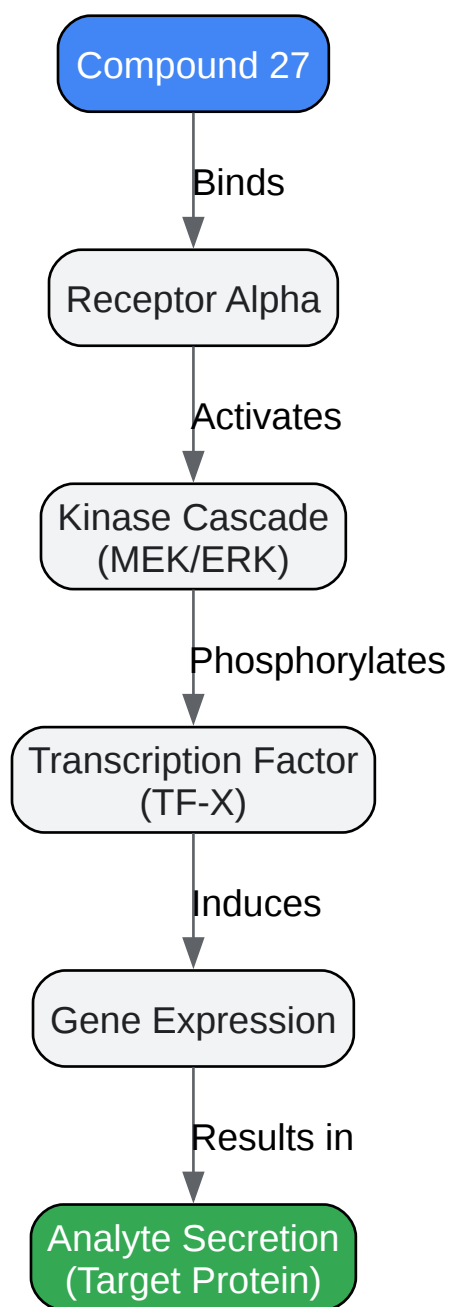 Compound 27
Binds
Receptor Alpha
Activates
Kinase Cascade
(MEK/ERK)
Phosphorylates
Transcription Factor
(TF-X)
Induces
Gene Expression
Results in
Analyte Secretion
(Target Protein)